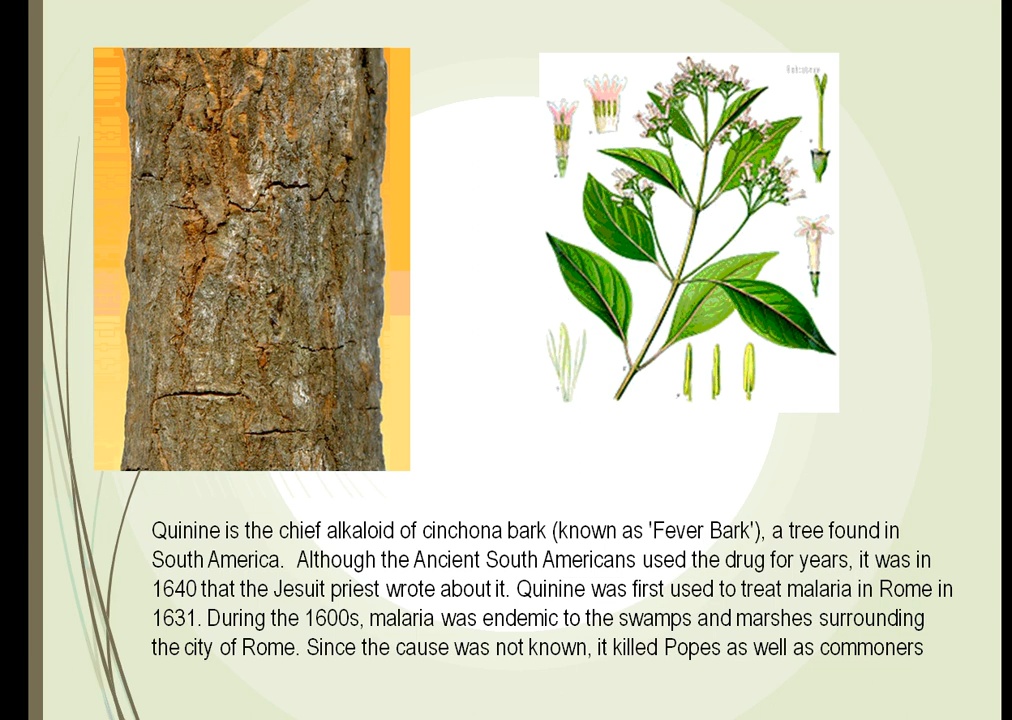 Quinine is the chief alkaloid of cinchona bark (known as 'Fever Bark'), a tree found in
South America.  Although the Ancient South Americans used the drug for years, it was in
1640 that the Jesuit priest wrote about it. Quinine was first used to treat malaria in Rome in
1631. During the 1600s, malaria was endemic to the swamps and marshes surrounding
the city of Rome. Since the cause was not known, it killed Popes as well as commoners